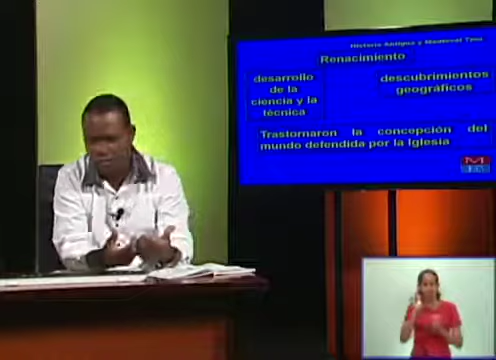 Historia Antigua y Medieval
Renacimiento
desarrollo
de la
ciencia y la
técnica
descubrimientos
geográficos
Trastornaron la concepción del
mundo defendida por la Iglesia